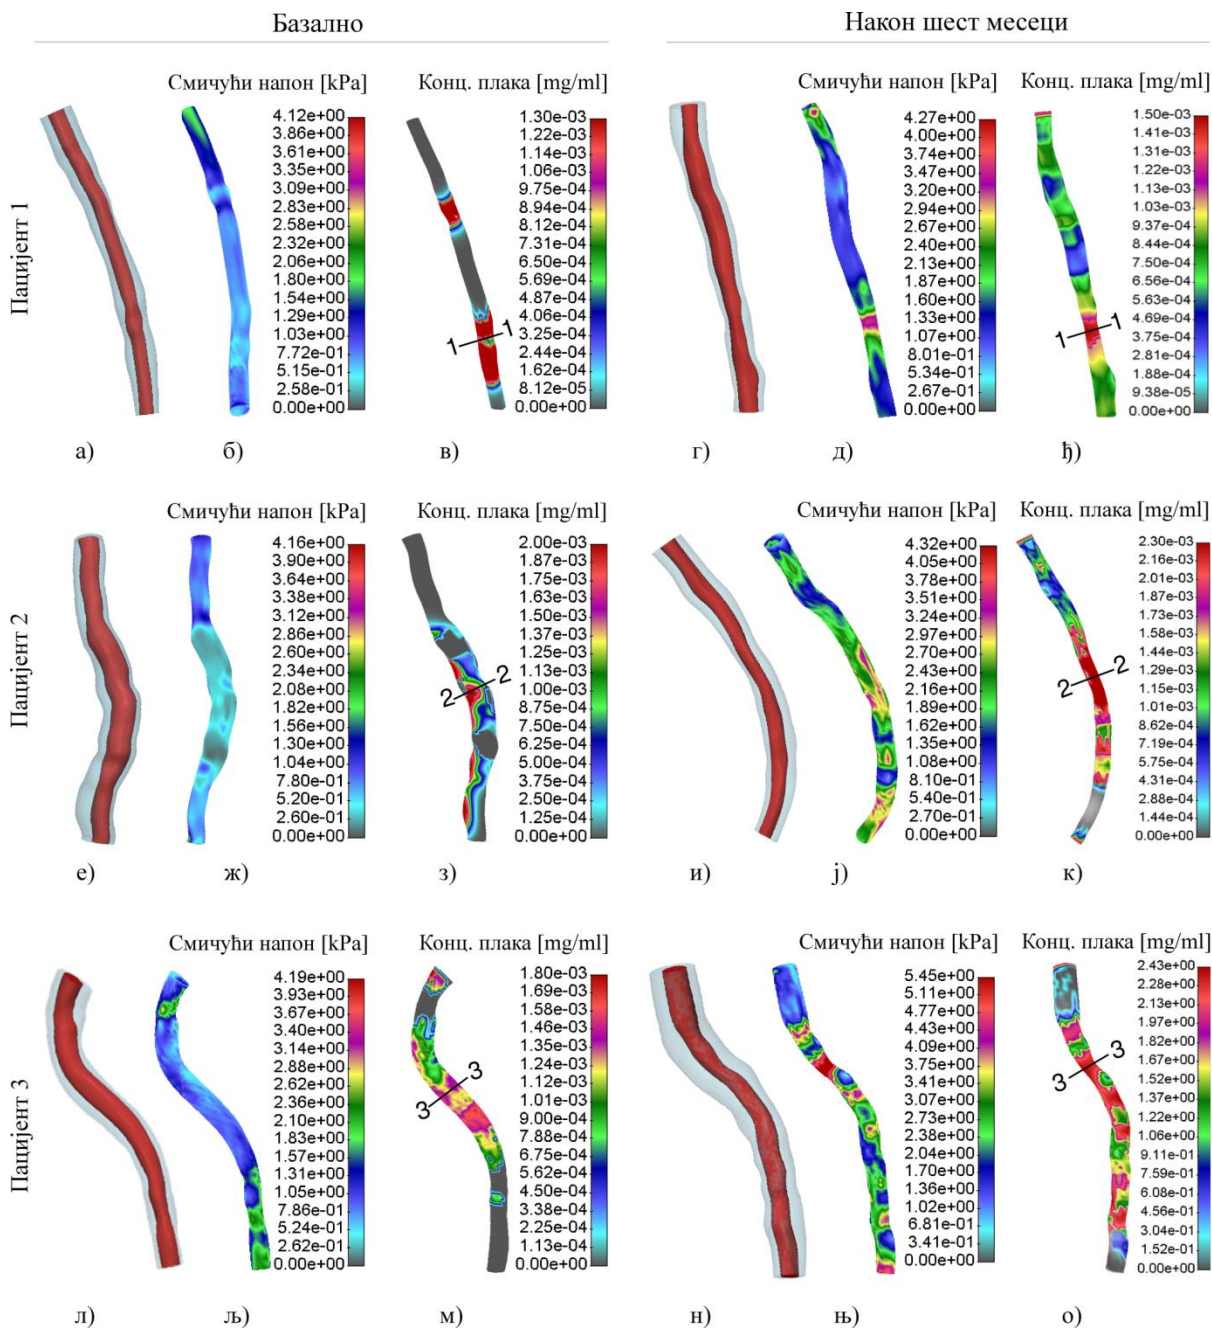 Базално
Након шест месеци
Пацијент 1
Смичући напон [kPa]
4.12e+00
3.86e+00
3.61e+00
3.35e+00
3.09e+00
2.83e+00
2.58e+00
2.32e+00
2.06e+00
1.80e+00
1.54e+00
1.29e+00
1.03e+00
7.72e-01
5.15e-01
2.58e-01
0.00e+00
Конц. плака [mg/ml]
1.30e-03
1.22e-03
1.14e-03
1.06e-03
9.75e-04
8.94e-04
8.12e-04
7.31e-04
6.50e-04
5.69e-04
4.87e-04
4.06e-04
3.25e-04
2.44e-04
1.62e-04
8.12e-05
0.00e+00
1
1
Смичући напон [kPa]
4.27e+00
4.00e+00
3.74e+00
3.47e+00
3.20e+00
2.94e+00
2.67e+00
2.40e+00
2.13e+00
1.87e+00
1.60e+00
1.33e+00
1.07e+00
8.01e-01
5.34e-01
2.67e-01
0.00e+00
Конц. плака [mg/ml]
1.50e-03
1.41e-03
1.31e-03
1.22e-03
1.13e-03
1.03e-03
9.37e-04
8.44e-04
7.50e-04
6.56e-04
5.63e-04
4.69e-04
3.75e-04
2.81e-04
1.88e-04
9.38e-05
0.00e+00
1
1
а)
б)
в)
г)
д)
ђ)
Пацијент 2
Смичући напон [kPa]
4.16e+00
3.90e+00
3.64e+00
3.38e+00
3.12e+00
2.86e+00
2.60e+00
2.34e+00
2.08e+00
1.82e+00
1.56e+00
1.30e+00
1.04e+00
7.80e-01
5.20e-01
2.60e-01
0.00e+00
Конц. плака [mg/ml]
2.00e-03
1.87e-03
1.75e-03
1.63e-03
1.50e-03
1.37e-03
1.25e-03
1.13e-03
1.00e-03
8.75e-04
7.50e-04
6.25e-04
5.00e-04
3.75e-04
2.50e-04
1.25e-04
0.00e+00
2
2
Смичући напон [kPa]
4.32e+00
4.05e+00
3.78e+00
3.51e+00
3.24e+00
2.97e+00
2.70e+00
2.43e+00
2.16e+00
1.89e+00
1.62e+00
1.35e+00
1.08e+00
8.10e-01
5.40e-01
2.70e-01
0.00e+00
Конц. плака [mg/ml]
2.30e-03
2.16e-03
2.01e-03
1.87e-03
1.73e-03
1.58e-03
1.44e-03
1.29e-03
1.15e-03
1.01e-03
8.62e-04
7.19e-04
5.75e-04
4.31e-04
2.88e-04
1.44e-04
0.00e+00
2
2
е)
ж)
з)
и)
ј)
к)
Пацијент 3
Смичући напон [kPa]
4.19e+00
3.93e+00
3.67e+00
3.40e+00
3.14e+00
2.88e+00
2.62e+00
2.36e+00
2.10e+00
1.83e+00
1.57e+00
1.31e+00
1.05e+00
7.86e-01
5.24e-01
2.62e-01
0.00e+00
Конц. плака [mg/ml]
1.80e-03
1.69e-03
1.58e-03
1.46e-03
1.35e-03
1.24e-03
1.12e-03
1.01e-03
9.00e-04
7.88e-04
6.75e-04
5.62e-04
4.50e-04
3.38e-04
2.25e-04
1.13e-04
0.00e+00
3
3
Смичући напон [kPa]
5.45e+00
5.11e+00
4.77e+00
4.43e+00
4.09e+00
3.75e+00
3.41e+00
3.07e+00
2.73e+00
2.38e+00
2.04e+00
1.70e+00
1.36e+00
1.02e+00
6.81e-01
3.41e-01
0.00e+00
Конц. плака [mg/ml]
2.43e+00
2.28e+00
2.13e+00
1.97e+00
1.82e+00
1.67e+00
1.52e+00
1.37e+00
1.22e+00
1.06e+00
9.11e-01
7.59e-01
6.08e-01
4.56e-01
3.04e-01
1.52e-01
0.00e+00
3
3
л)
љ)
м)
н)
њ)
о)